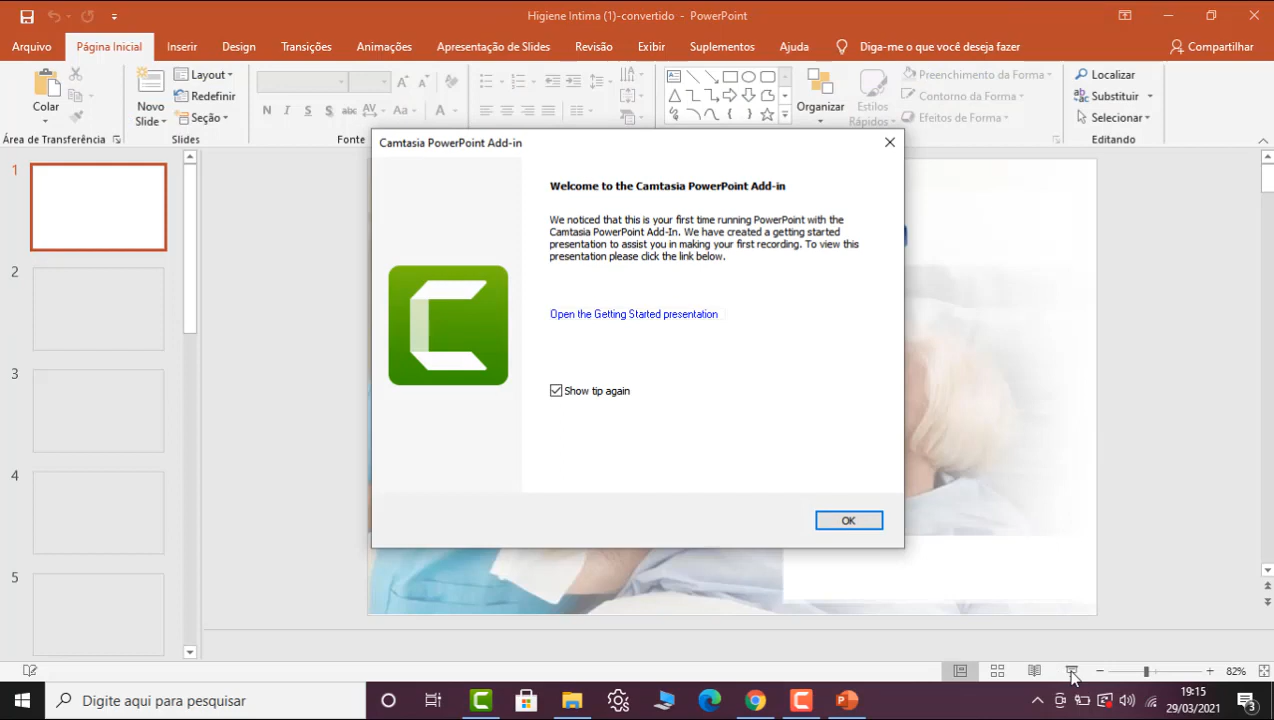 Higiene Intima (1)-convertido - PowerPoint
Arquivo Página Inicial Inserir Design Transições Animações Apresentação de Slides Revisão Exibir Suplementos Ajuda Diga-me o que você deseja fazer Compartilhar
Colar
Novo
Slide
Layout
Redefinir
Seção
N I S S abc AV Aa A
Organizar
Estilos
Rápidos
Preenchimento da Forma
Contorno da Forma
Efeitos de Forma
Localizar
Substituir
Selecionar
Área de Transferência Slides Fonte Editando
Camtasia PowerPoint Add-in
Welcome to the Camtasia PowerPoint Add-in
We noticed that this is your first time running PowerPoint with the
Camtasia PowerPoint Add-In. We have created a getting started
presentation to assist you in making your first recording. To view this
presentation please click the link below.
Open the Getting Started presentation
Show tip again
OK
1
2
3
4
5
82%
Digite aqui para pesquisar
19:15
29/03/2021
3